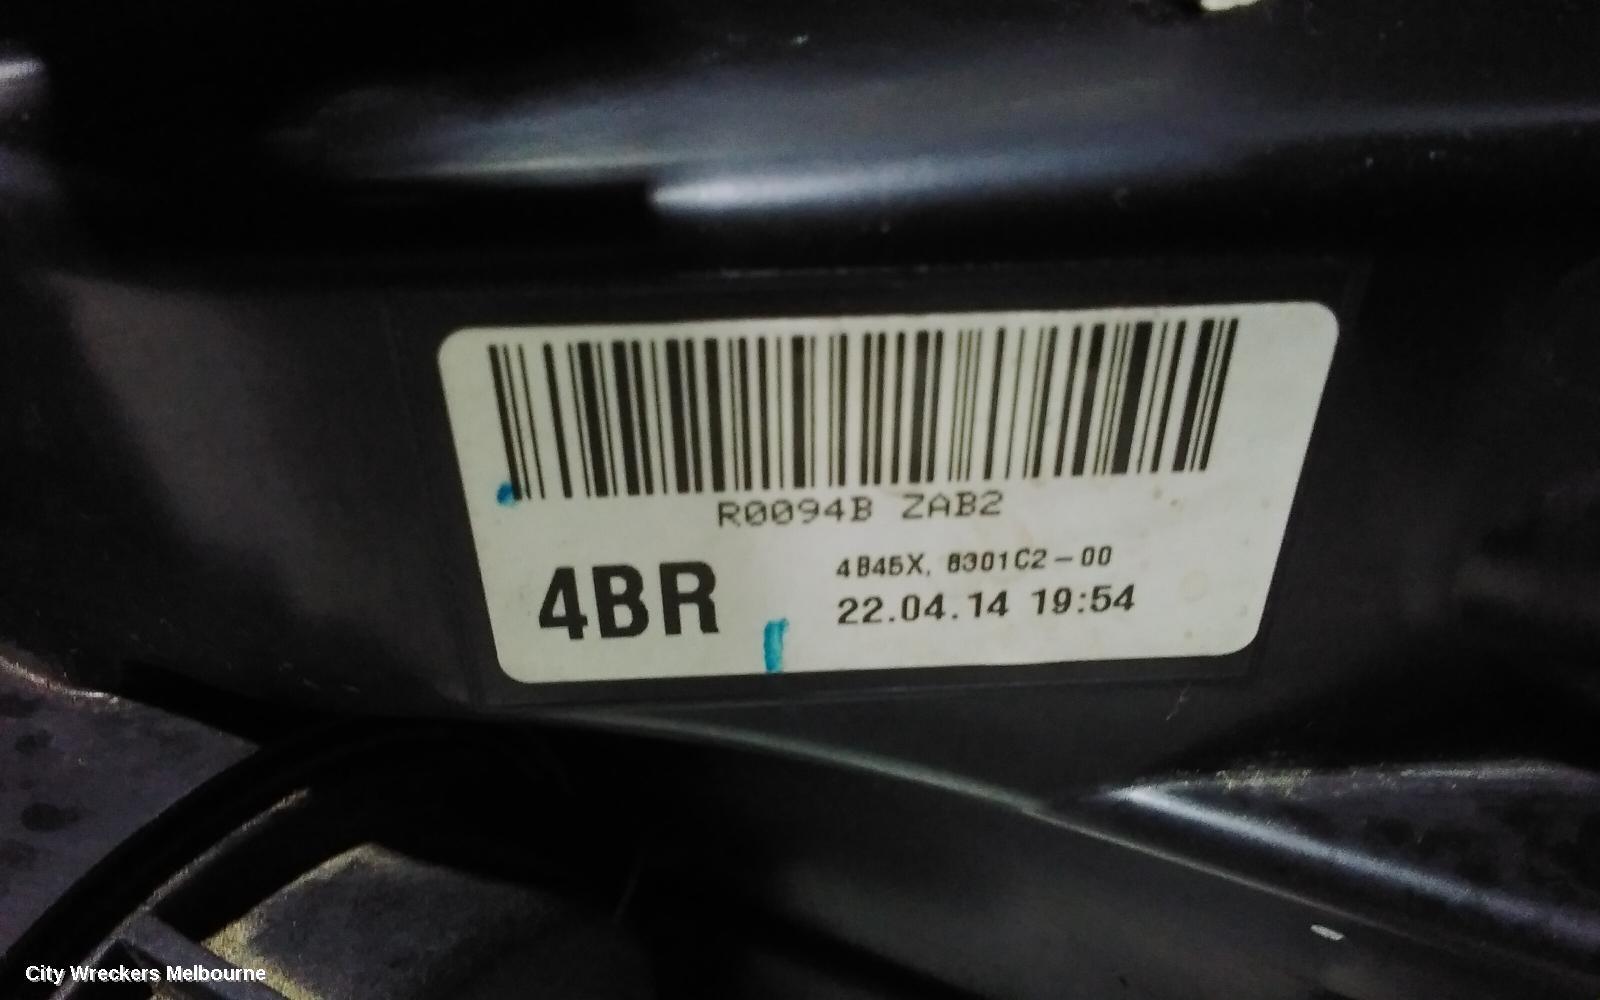 R0094B ZAB2
4BR
4B45X, 8301C2-00
22.04.14 19:54
City Wreckers Melbourne